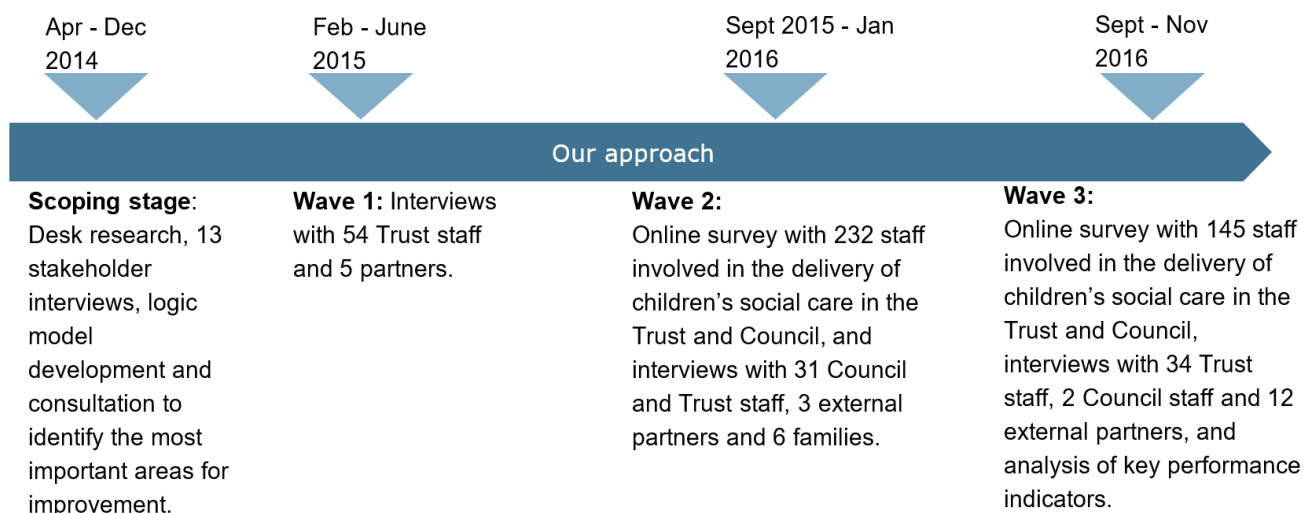 Apr - Dec
2014
Feb - June
2015
Sept 2015 - Jan
2016
Sept - Nov
2016
Our approach
Scoping stage:
Desk research, 13
stakeholder
interviews, logic
model
development and
consultation to
identify the most
important areas for
improvement.
Wave 1: Interviews
with 54 Trust staff
and 5 partners.
Wave 2:
Online survey with 232 staff
involved in the delivery of
children’s social care in the
Trust and Council, and
interviews with 31 Council
and Trust staff, 3 external
partners and 6 families.
Wave 3:
Online survey with 145 staff
involved in the delivery of
children’s social care in the
Trust and Council,
interviews with 34 Trust
staff, 2 Council staff and 12
external partners, and
analysis of key performance
indicators.